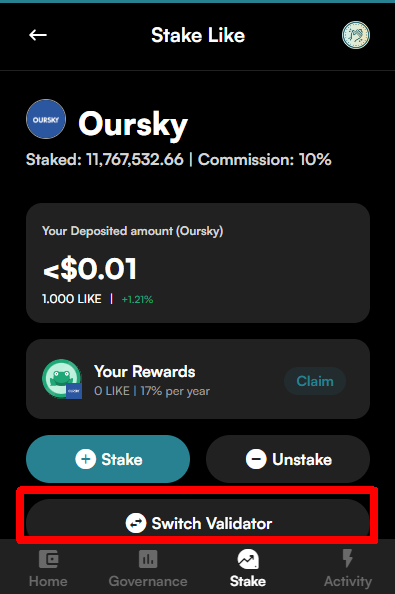 Stake Like
OURSKY
Oursky
Staked: 11,767,532.66 | Commission: 10%
Your Deposited amount (Oursky)
<$0.01
1.000 LIKE | +1.21%
Your Rewards
0 LIKE | 17% per year
Claim
Stake
Unstake
Switch Validator
Home
Governance
Stake
Activity